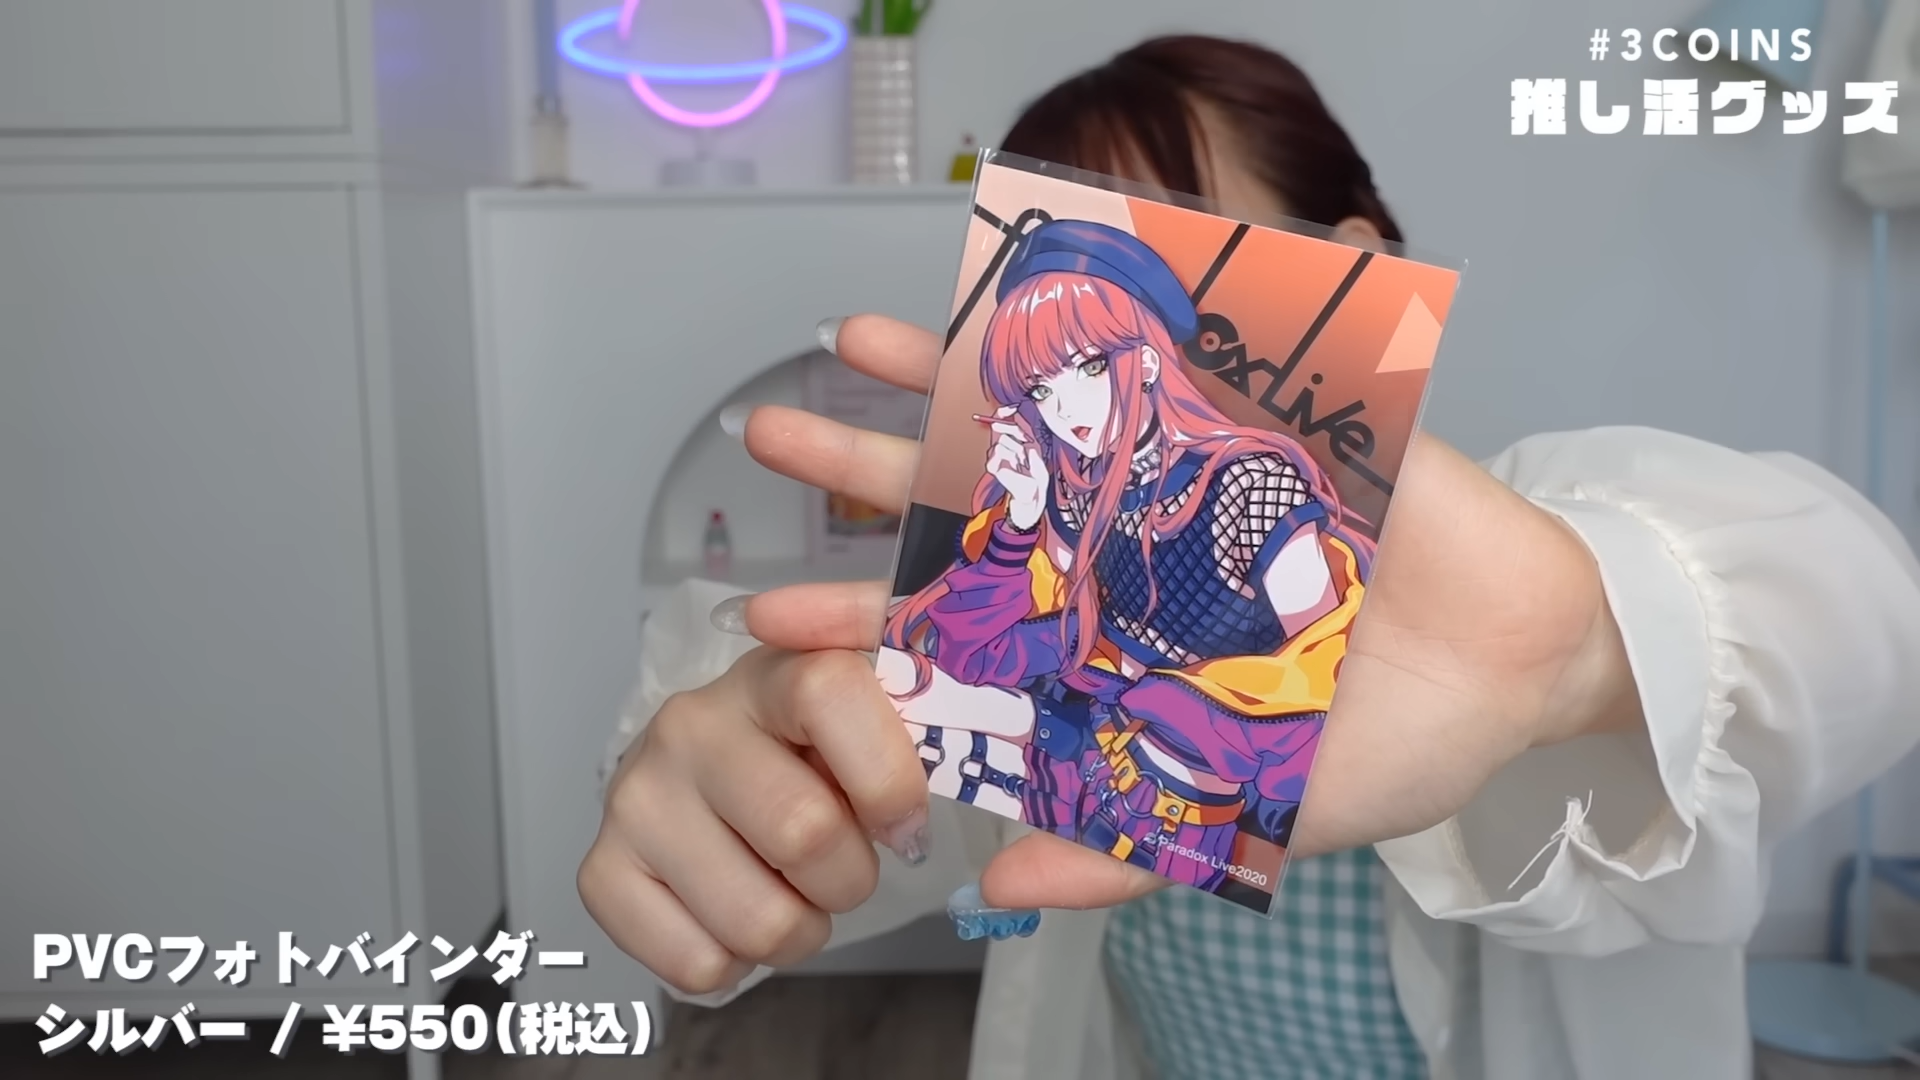 #3COINS
推し活グッズ
oxLive
©Paradox Live2020
PVCフォトバインダー
シルバー / ¥550(税込)